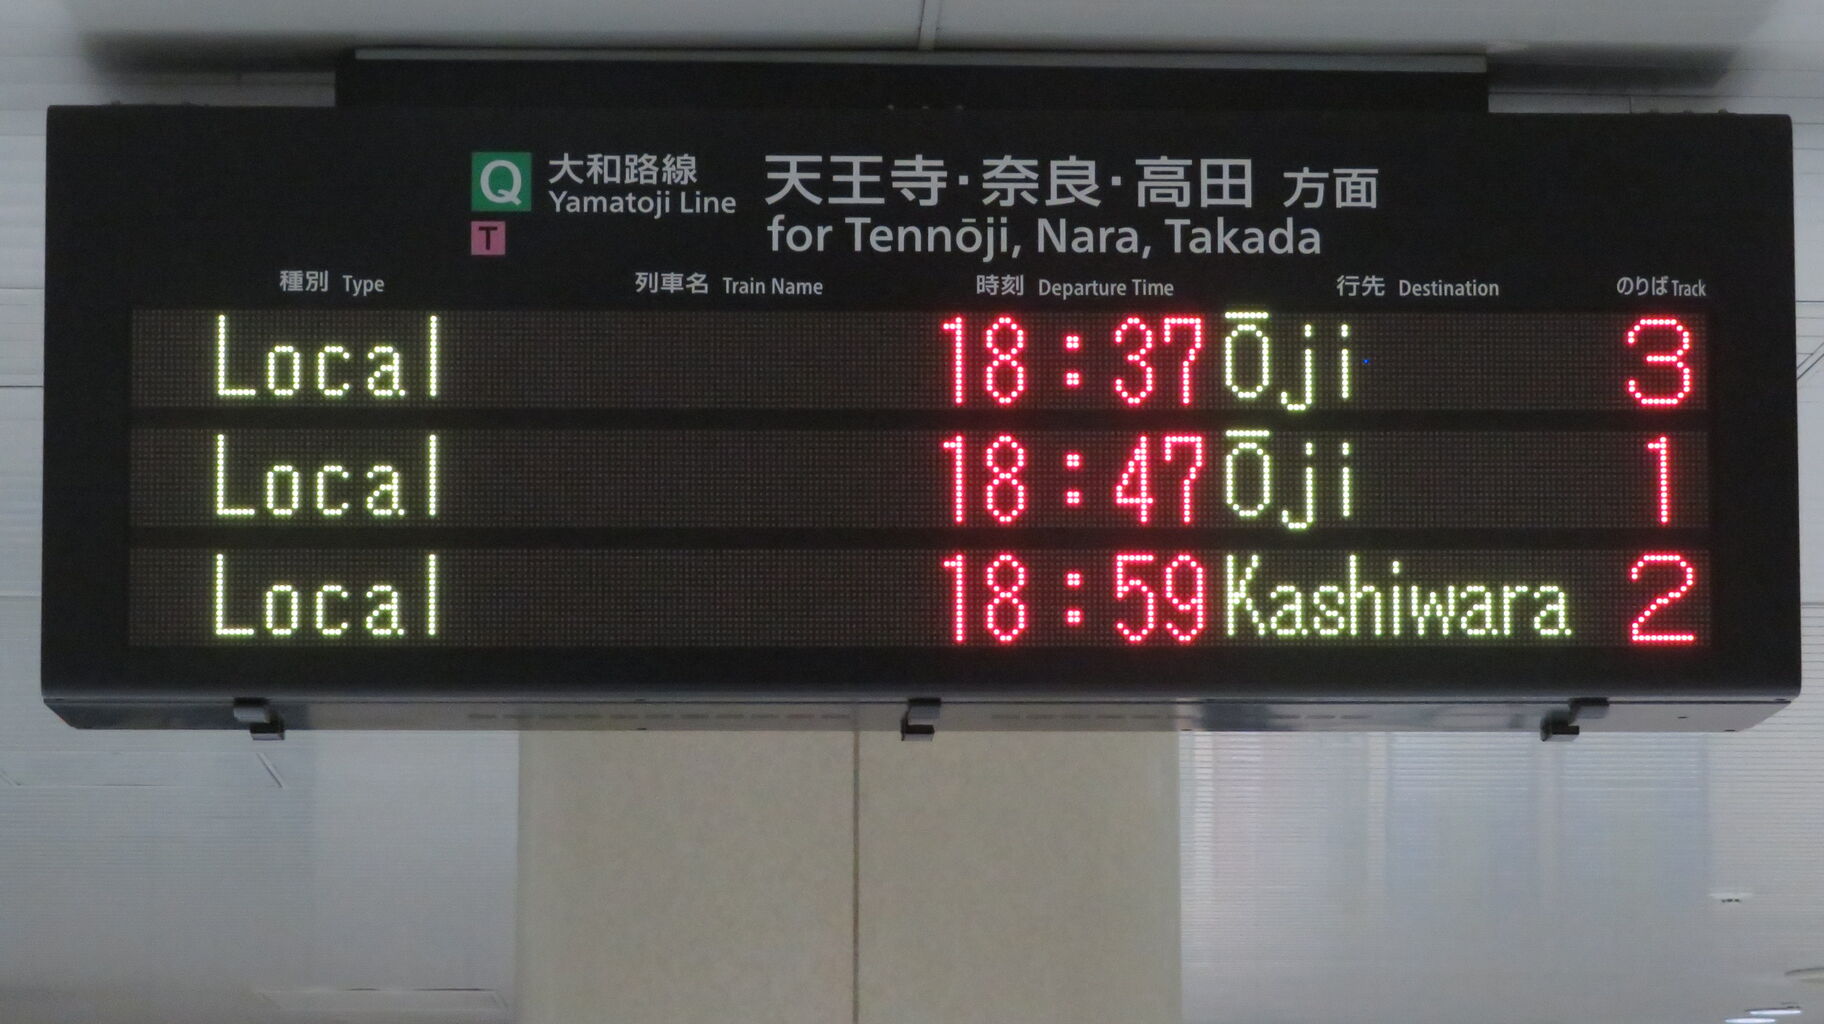 Q 大和路線 天王寺・奈良・高田 方面
Yamatoji Line
T for Tennōji, Nara, Takada
種別 Type 列車名 Train Name 時刻 Departure Time 行先 Destination のりば Track
Local 18:37 Ōji 3
Local 18:47 Ōji 1
Local 18:59 Kashiwara 2